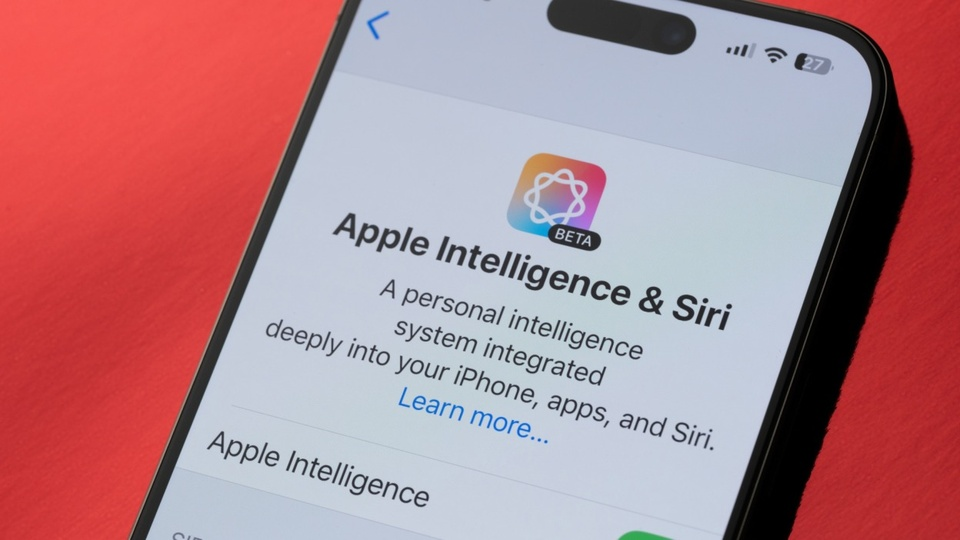 27
BETA
Apple Intelligence & Siri
A personal intelligence
system integrated
deeply into your iPhone, apps, and Siri.
Learn more...
Apple Intelligence